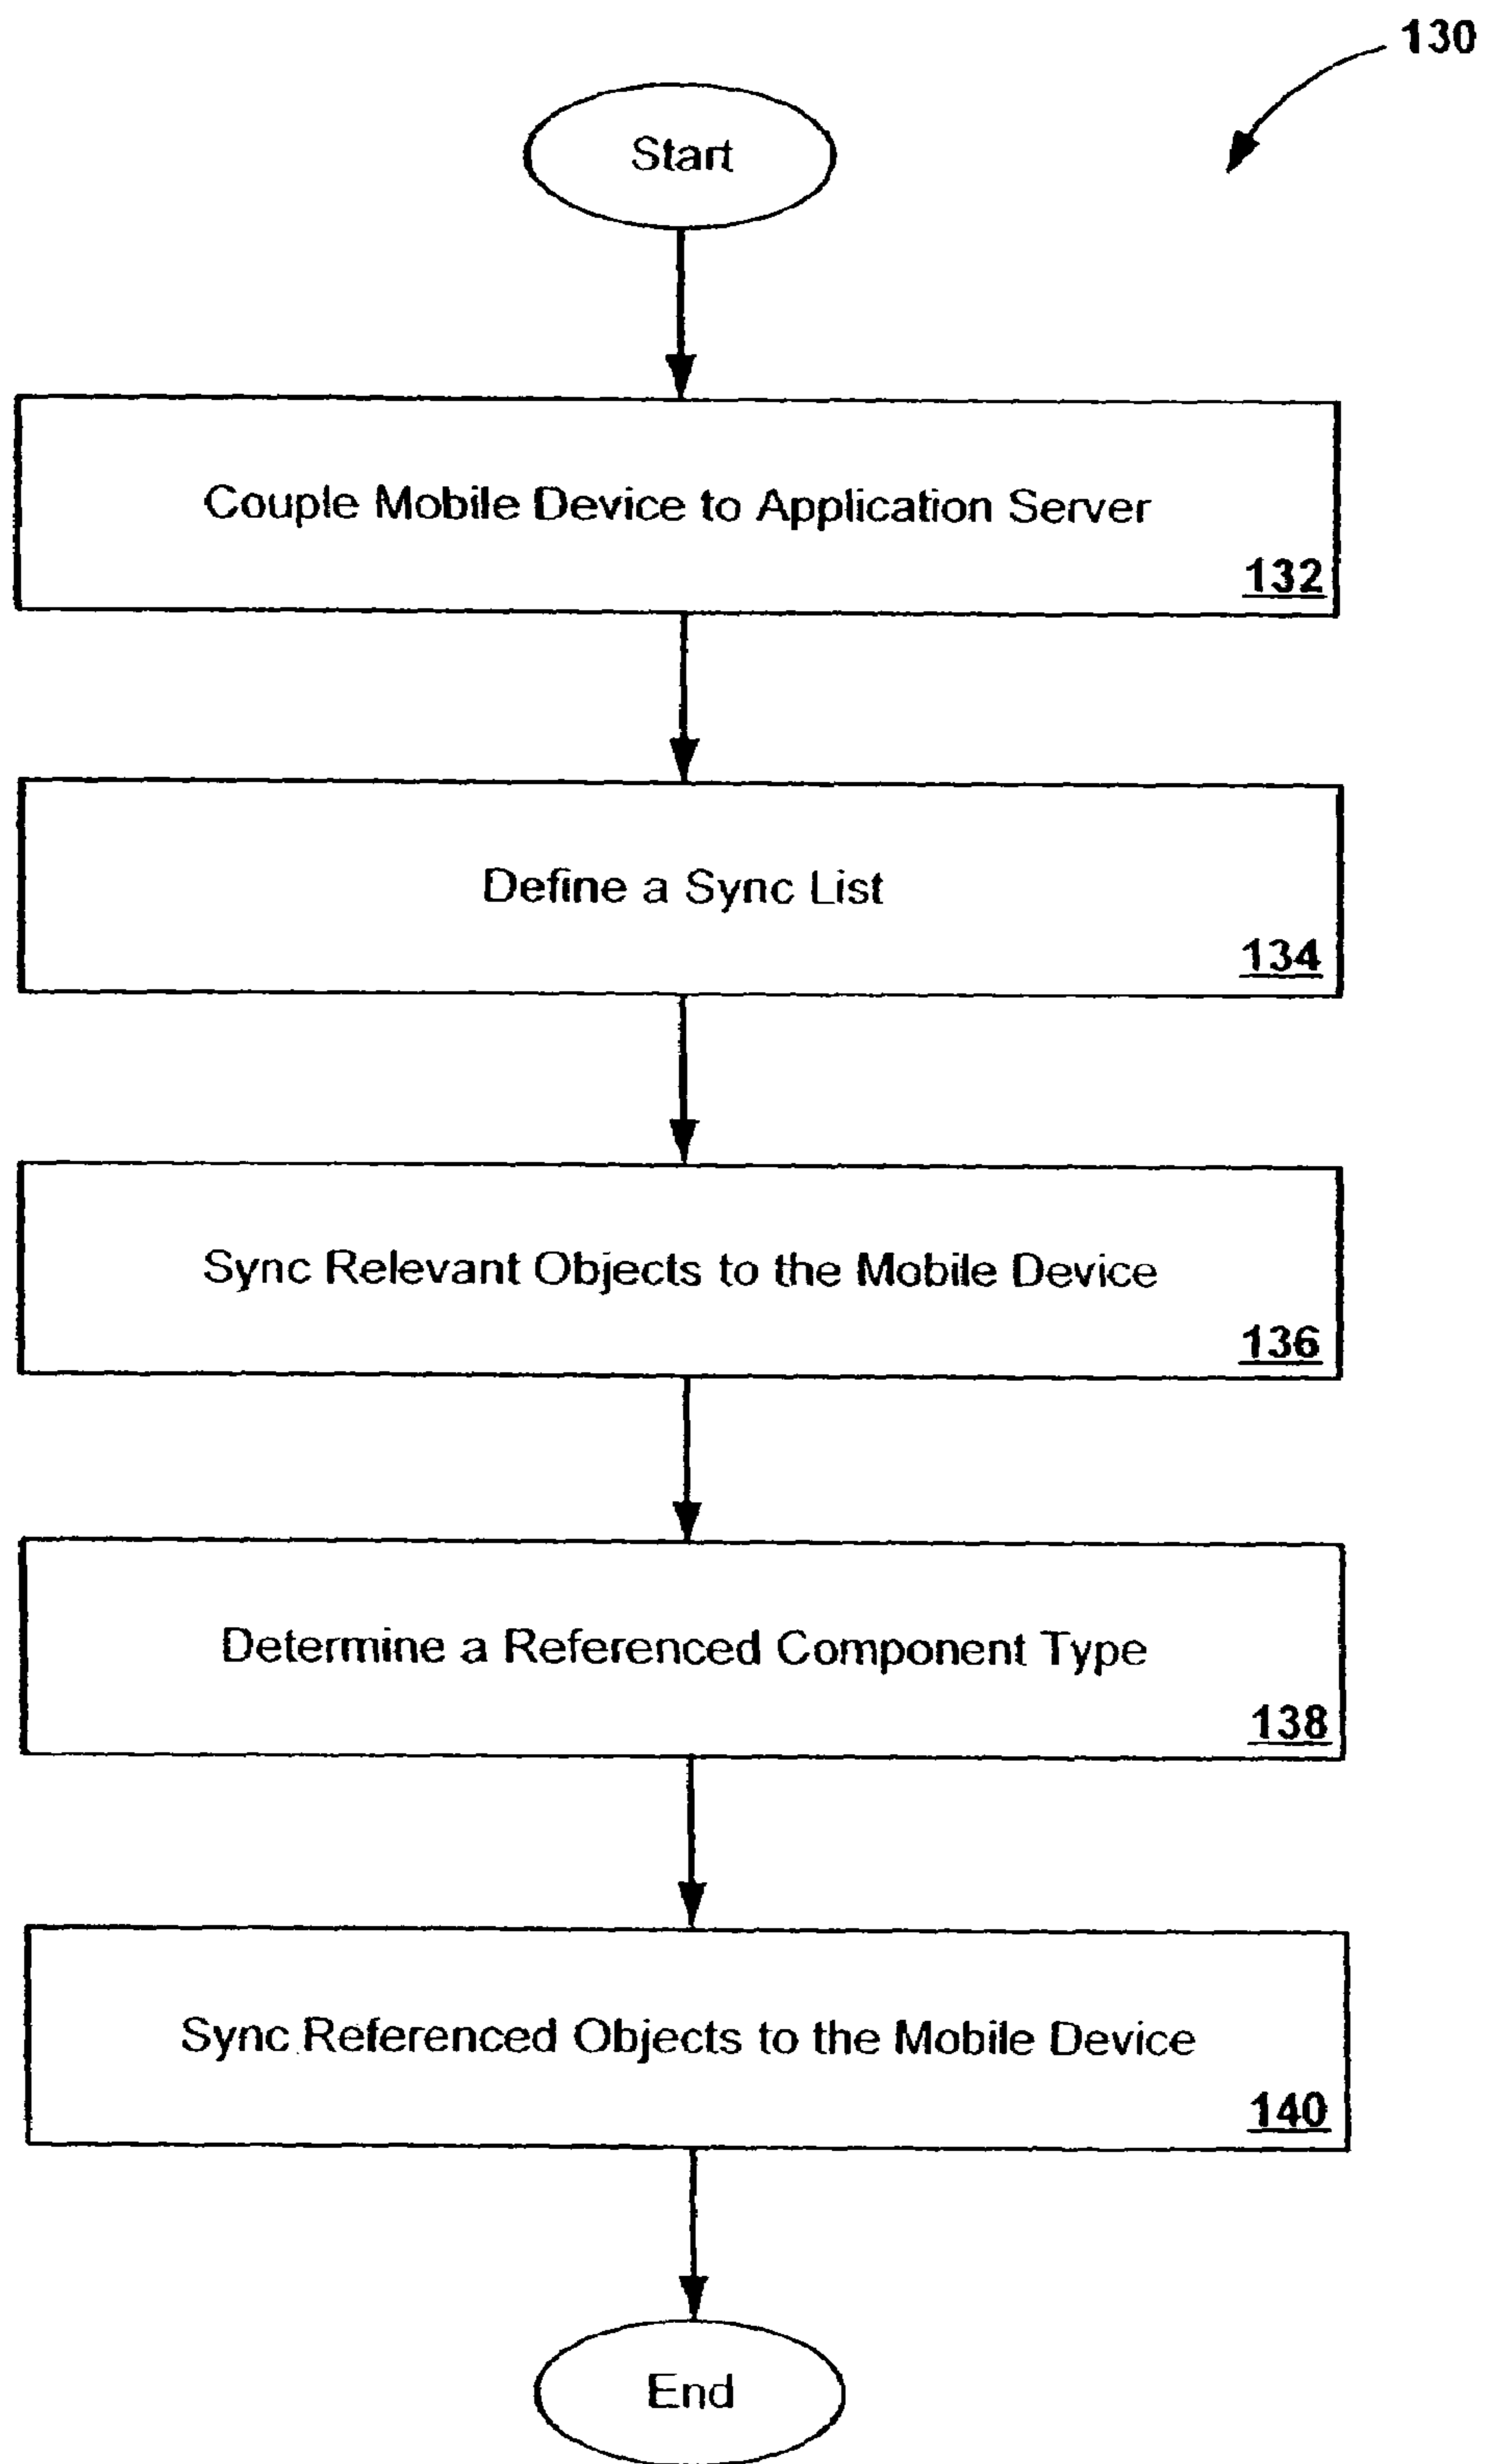 130
Start
Couple Mobile Device to Application Server
132
Define a Sync List
134
Sync Relevant Objects to the Mobile Device
136
Determine a Referenced Component Type
138
Sync Referenced Objects to the Mobile Device
140
End